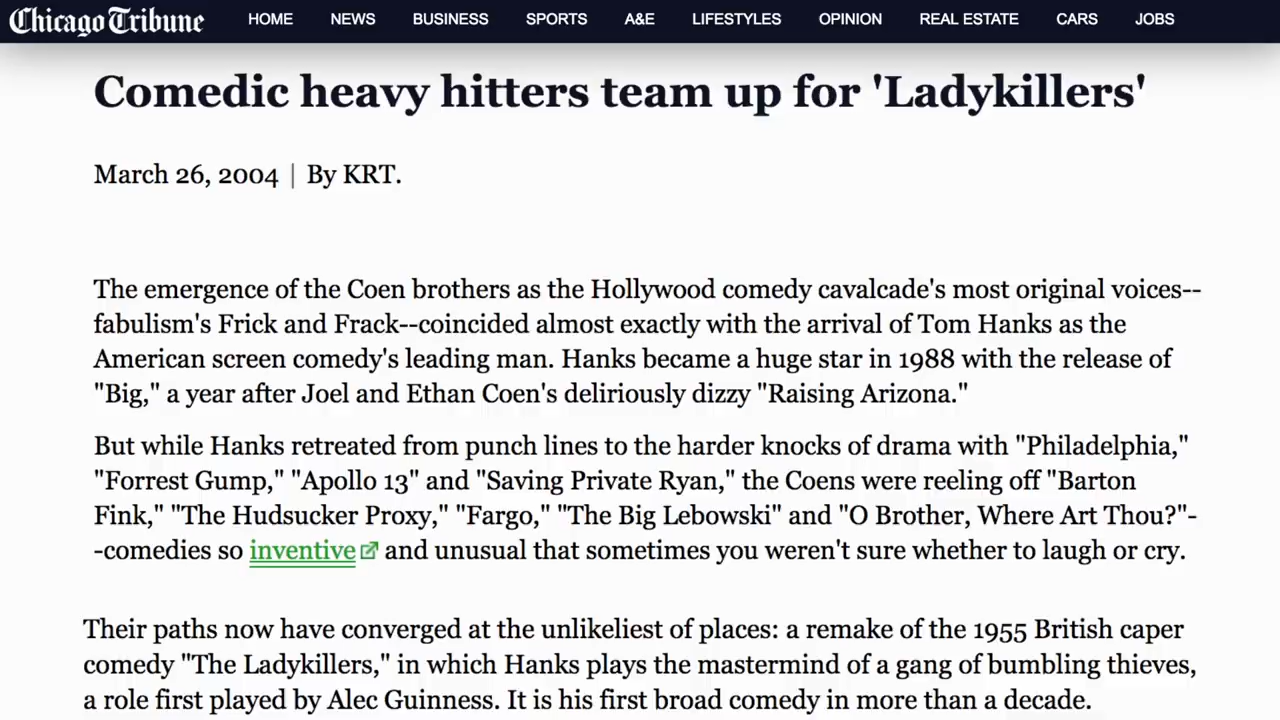 Chicago Tribune HOME NEWS BUSINESS SPORTS A&E LIFESTYLES OPINION REAL ESTATE CARS JOBS
Comedic heavy hitters team up for 'Ladykillers'
March 26, 2004 | By KRT.
The emergence of the Coen brothers as the Hollywood comedy cavalcade's most original voices--
fabulism's Frick and Frack--coincided almost exactly with the arrival of Tom Hanks as the
American screen comedy's leading man. Hanks became a huge star in 1988 with the release of
"Big," a year after Joel and Ethan Coen's deliriously dizzy "Raising Arizona."
But while Hanks retreated from punch lines to the harder knocks of drama with "Philadelphia,"
"Forrest Gump," "Apollo 13" and "Saving Private Ryan," the Coens were reeling off "Barton
Fink," "The Hudsucker Proxy," "Fargo," "The Big Lebowski" and "O Brother, Where Art Thou?"-
-comedies so inventive and unusual that sometimes you weren't sure whether to laugh or cry.
Their paths now have converged at the unlikeliest of places: a remake of the 1955 British caper
comedy "The Ladykillers," in which Hanks plays the mastermind of a gang of bumbling thieves,
a role first played by Alec Guinness. It is his first broad comedy in more than a decade.